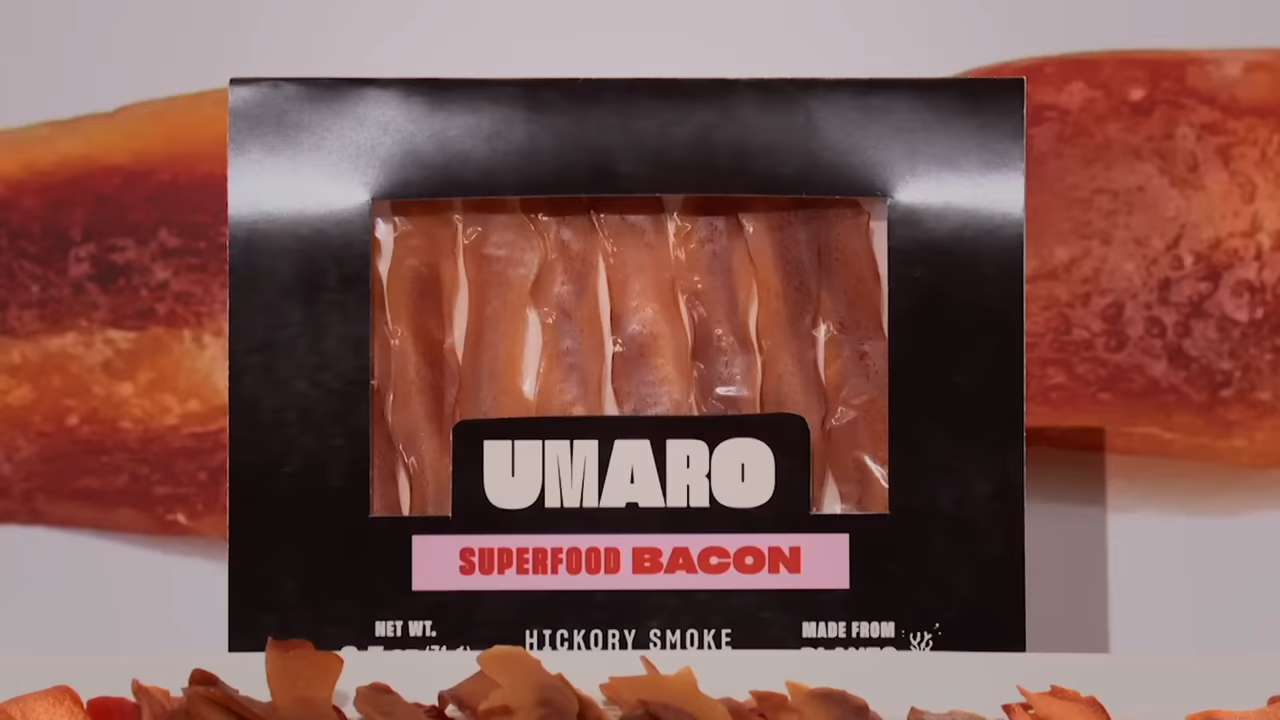 UMARO
SUPERFOOD BACON
NET WT.
HICKORY SMOKE
MADE FROM